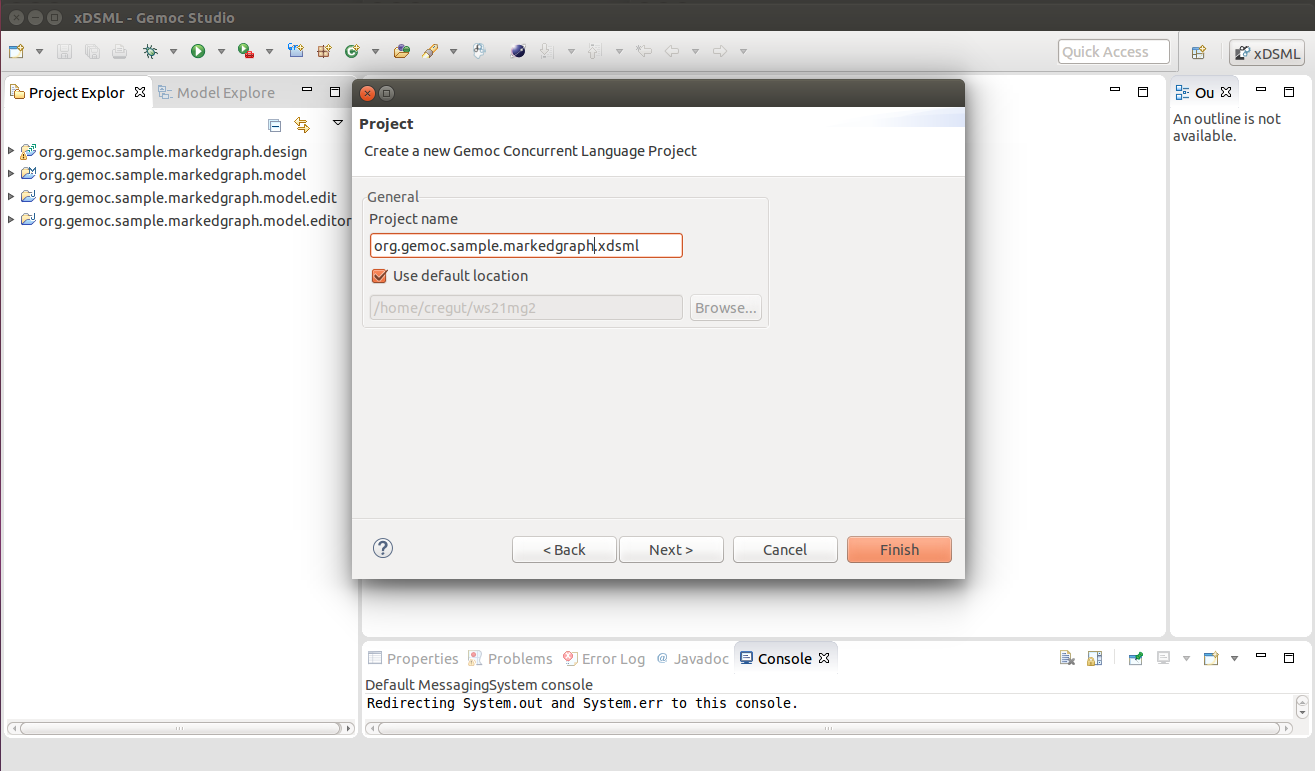 xDSML - Gemoc Studio
Quick Access
xDSML
Project Explor
Model Explore
Ou
An outline is not
available.
org.gemoc.sample.markedgraph.design
org.gemoc.sample.markedgraph.model
org.gemoc.sample.markedgraph.model.edit
org.gemoc.sample.markedgraph.model.editor
Project
Create a new Gemoc Concurrent Language Project
General
Project name
org.gemoc.sample.markedgraph.xdsml
Use default location
/home/cregut/ws21mg2
Browse...
?
< Back
Next >
Cancel
Finish
Properties
Problems
Error Log
@ Javadoc
Console
Default MessagingSystem console
Redirecting System.out and System.err to this console.